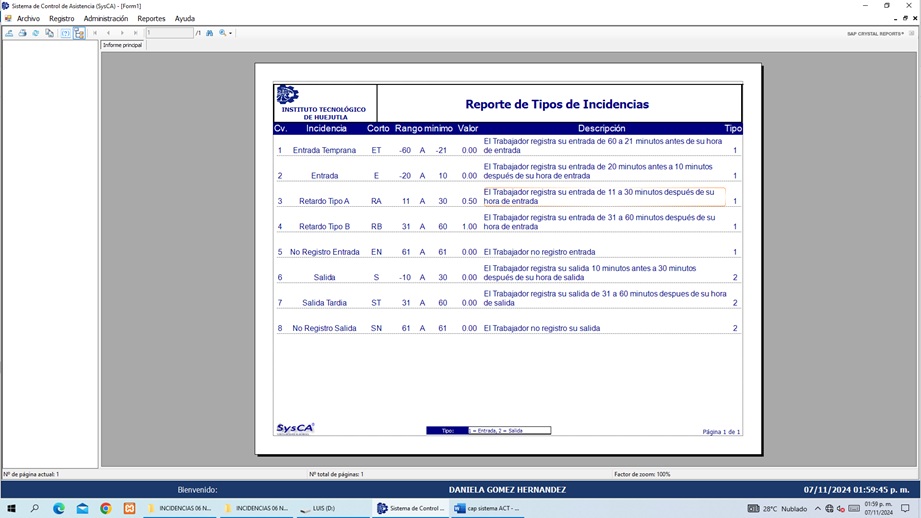 Sistema de Control de Asistencia (SysCA) - [Form1]
Archivo Registro Administración Reportes Ayuda
1 /1 SAP CRYSTAL REPORTS®
Informe principal
INSTITUTO TECNOLÓGICO
DE HUEJUTLA
Reporte de Tipos de Incidencias
Cv. Incidencia Corto Rango minimo Valor Descripción Tipo
1 Entrada Temprana ET -60 A -21 0.00 El Trabajador registra su entrada de 60 a 21 minutos antes de su hora
de entrada 1
2 Entrada E -20 A 10 0.00 El Trabajador registra su entrada de 20 minutos antes a 10 minutos
después de su hora de entrada 1
3 Retardo Tipo A RA 11 A 30 0.50 El Trabajador registra su entrada de 11 a 30 minutos después de su
hora de entrada 1
4 Retardo Tipo B RB 31 A 60 1.00 El Trabajador registra su entrada de 31 a 60 minutos después de su
hora de entrada 1
5 No Registro Entrada EN 61 A 61 0.00 El Trabajador no registro entrada 1
6 Salida S -10 A 30 0.00 El Trabajador registra su salida 10 minutos antes a 30 minutos
después de su hora de salida 2
7 Salida Tardia ST 31 A 60 0.00 El Trabajador registra su salida de 31 a 60 minutos despues de su hora
de salida 2
8 No Registro Salida SN 61 A 61 0.00 El Trabajador no registro su salida 2
SysCA
Tipo: 1 = Entrada, 2 = Salida
Página 1 de 1
Nº de página actual: 1 Nº total de páginas: 1 Factor de zoom: 100%
Bienvenido: DANIELA GOMEZ HERNANDEZ 07/11/2024 01:59:45 p. m.
INCIDENCIAS 06 N... INCIDENCIAS 06 N... LUIS (D:) Sistema de Control ... cap sistema ACT - ... 28°C Nublado 01:59 p. m.
07/11/2024